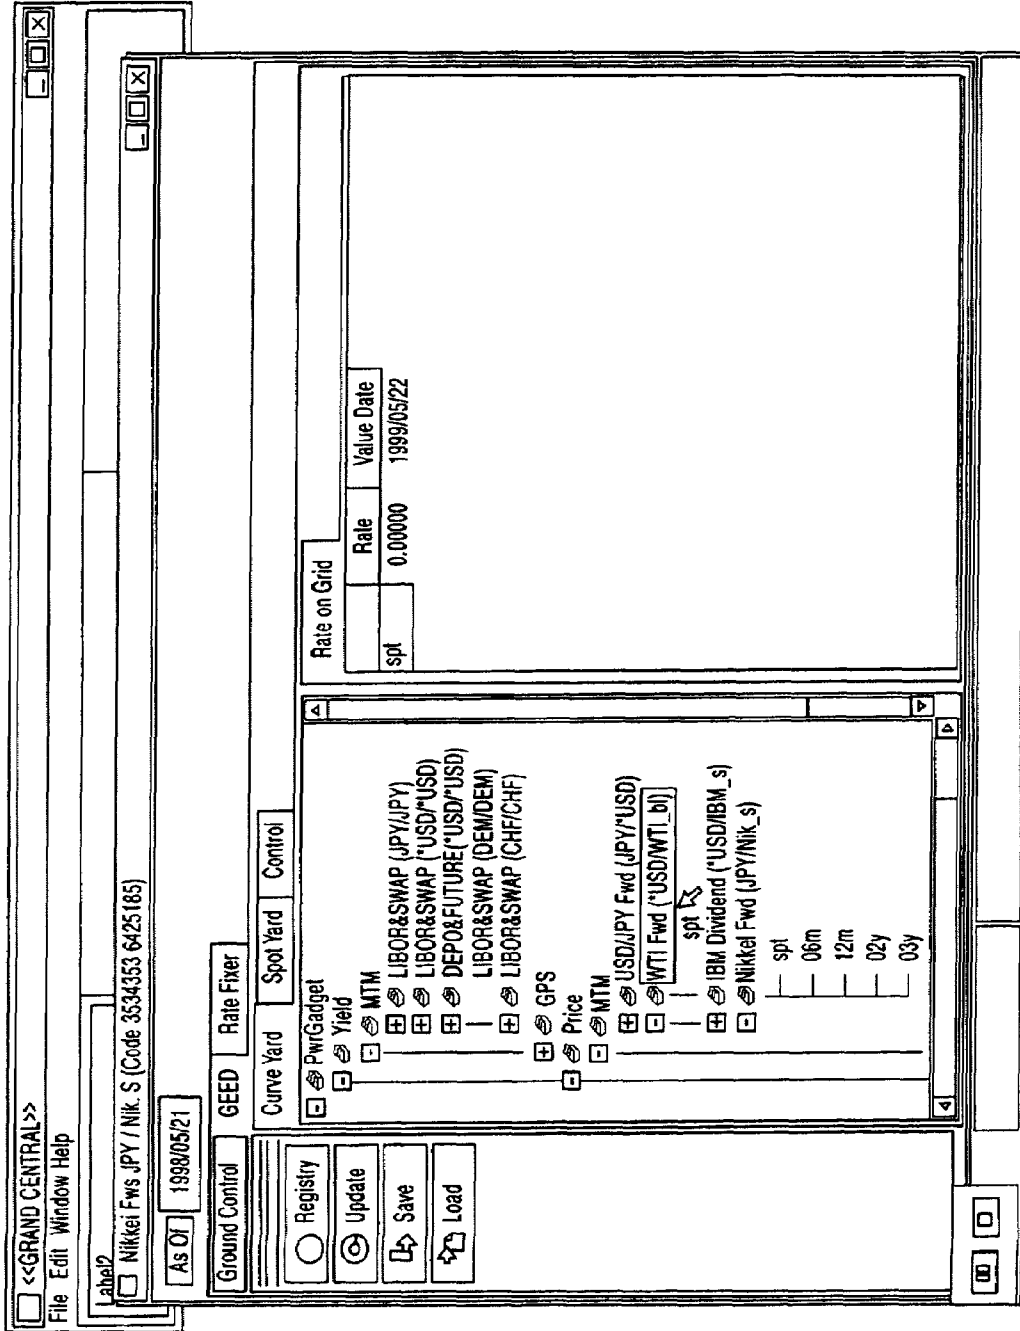 <<GRAND CENTRAL>>
File Edit Window Help
abel2
Nikkei Fws JPY / Nik. S (Code 3534353 6425185)
As Of 1998/05/21
Ground Control GEED Rate Fixer
Curve Yard Spot Yard Control
Registry
Update
Save
Load
PwrGadget
Yield
MTM
LIBOR&SWAP (JPY/JPY)
LIBOR&SWAP (*USD/*USD)
DEPO&FUTURE(*USD/*USD)
LIBOR&SWAP (DEM/DEM)
LIBOR&SWAP (CHF/CHF)
GPS
Price
MTM
USD/JPY Fwd (JPY/*USD)
WTI Fwd (*USD/WTI_bl)
spt
IBM Dividend (*USD/IBM_s)
Nikkel Fwd (JPY/Nik_s)
spt
06m
12m
02y
03y
Rate on Grid
Rate Value Date
spt 0.00000 1999/05/22